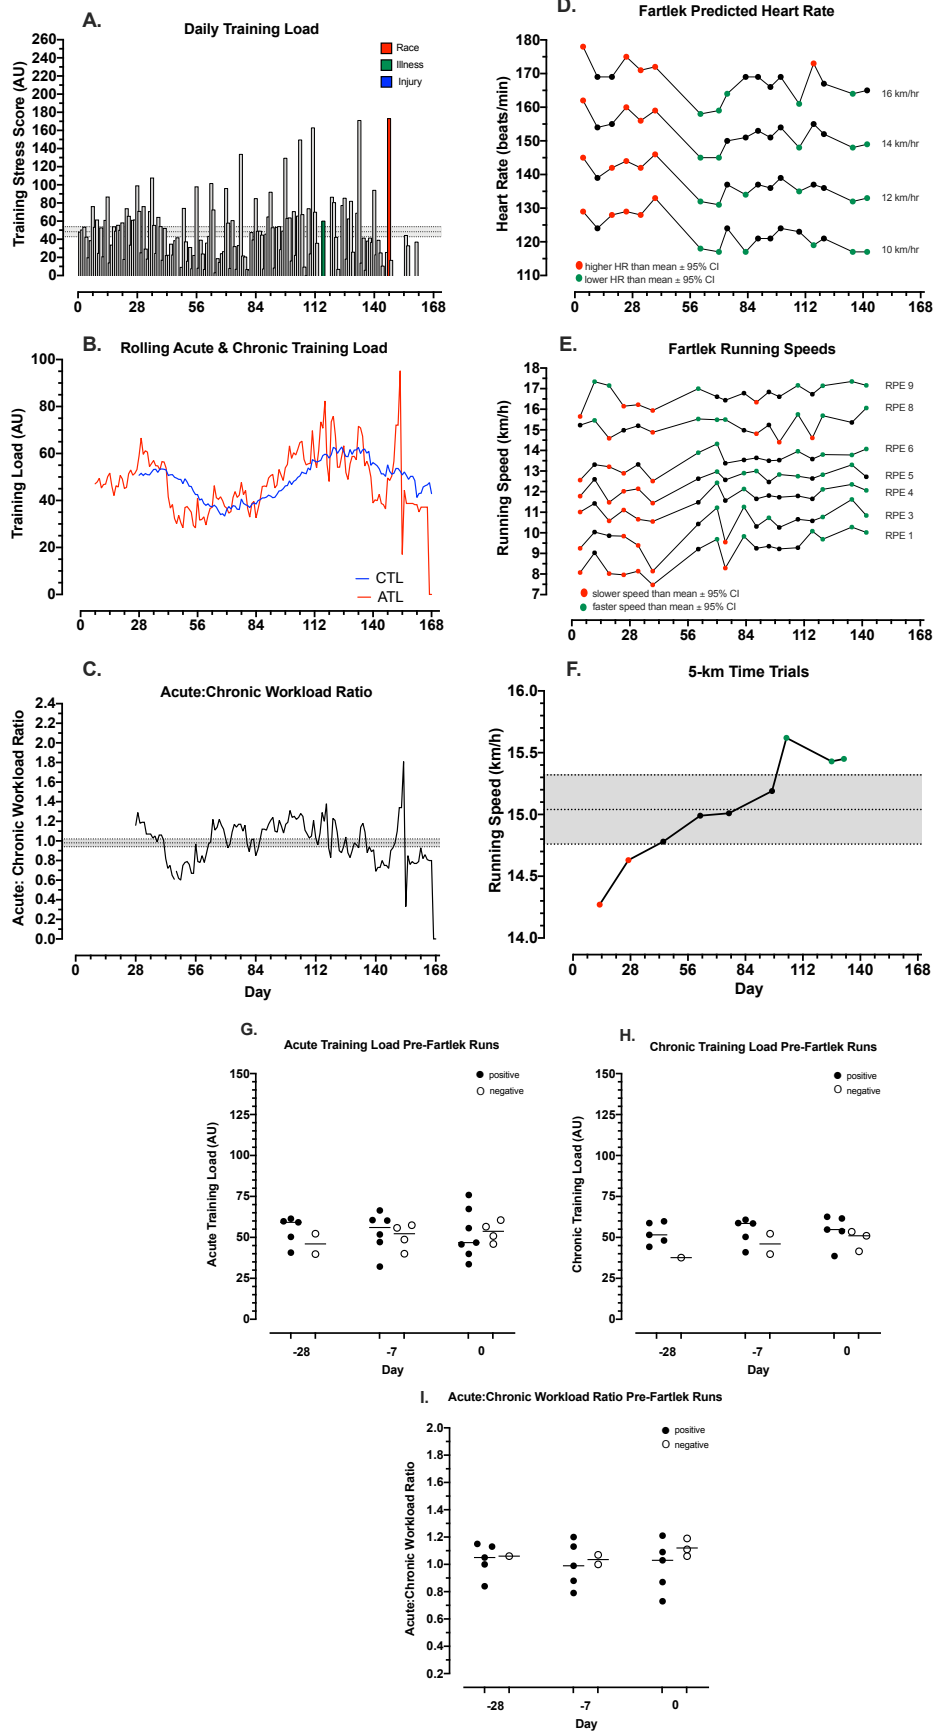 A.
Daily Training Load
Training Stress Score (AU)
260
240
220
200
180
160
140
120
100
80
60
40
20
0
Race
Illness
Injury
0 28 56 84 112 140 168
B.
Rolling Acute & Chronic Training Load
Training Load (AU)
100
80
60
40
20
0
CTL
ATL
0 28 56 84 112 140 168
C.
Acute:Chronic Workload Ratio
Acute: Chronic Workload Ratio
2.4
2.2
2.0
1.8
1.6
1.4
1.2
1.0
0.8
0.6
0.4
0.2
0.0
0 28 56 84 112 140 168
Day
D.
Fartlek Predicted Heart Rate
Heart Rate (beats/min)
180
170
160
150
140
130
120
110
16 km/hr
14 km/hr
12 km/hr
10 km/hr
higher HR than mean ± 95% CI
lower HR than mean ± 95% CI
0 28 56 84 112 140 168
E.
Fartlek Running Speeds
Running Speed (km/h)
18
17
16
15
14
13
12
11
10
9
8
7
RPE 9
RPE 8
RPE 6
RPE 5
RPE 4
RPE 3
RPE 1
slower speed than mean ± 95% CI
faster speed than mean ± 95% CI
0 28 56 84 112 140 168
F.
5-km Time Trials
Running Speed (km/h)
16.0
15.5
15.0
14.5
14.0
0 28 56 84 112 140 168
Day
G.
Acute Training Load Pre-Fartlek Runs
Acute Training Load (AU)
150
125
100
75
50
25
0
positive
negative
-28 -7 0
Day
H.
Chronic Training Load Pre-Fartlek Runs
Chronic Training Load (AU)
150
125
100
75
50
25
0
positive
negative
-28 -7 0
Day
I.
Acute:Chronic Workload Ratio Pre-Fartlek Runs
Acute:Chronic Workload Ratio
2.0
1.8
1.6
1.4
1.2
1.0
0.8
0.6
0.4
0.2
positive
negative
-28 -7 0
Day